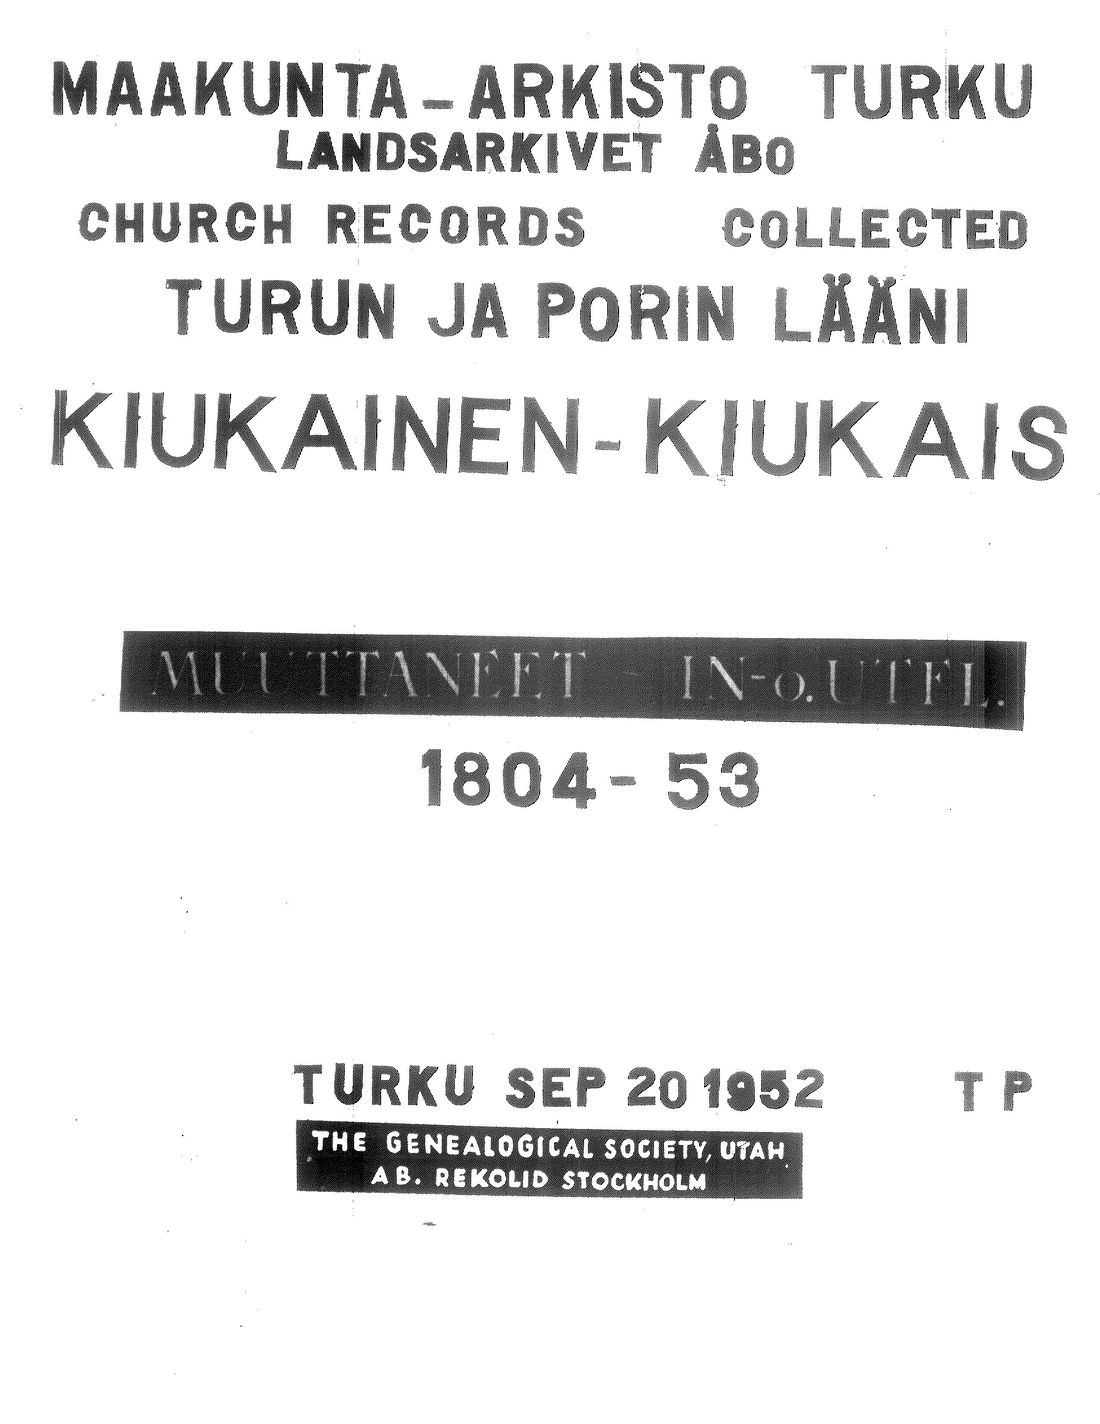 MAAKUNTA-ARKISTO TURKU
LANDSARKIVET ÅBO
CHURCH RECORDS COLLECTED
TURUN JA PORIN LÄÄNI
KIUKAINEN-KIUKAIS
MUUTTANEET - IN-o.UTFL.
1804-53
TURKU SEP 20 1952 T P
THE GENEALOGICAL SOCIETY, UTAH
AB. REKOLID STOCKHOLM